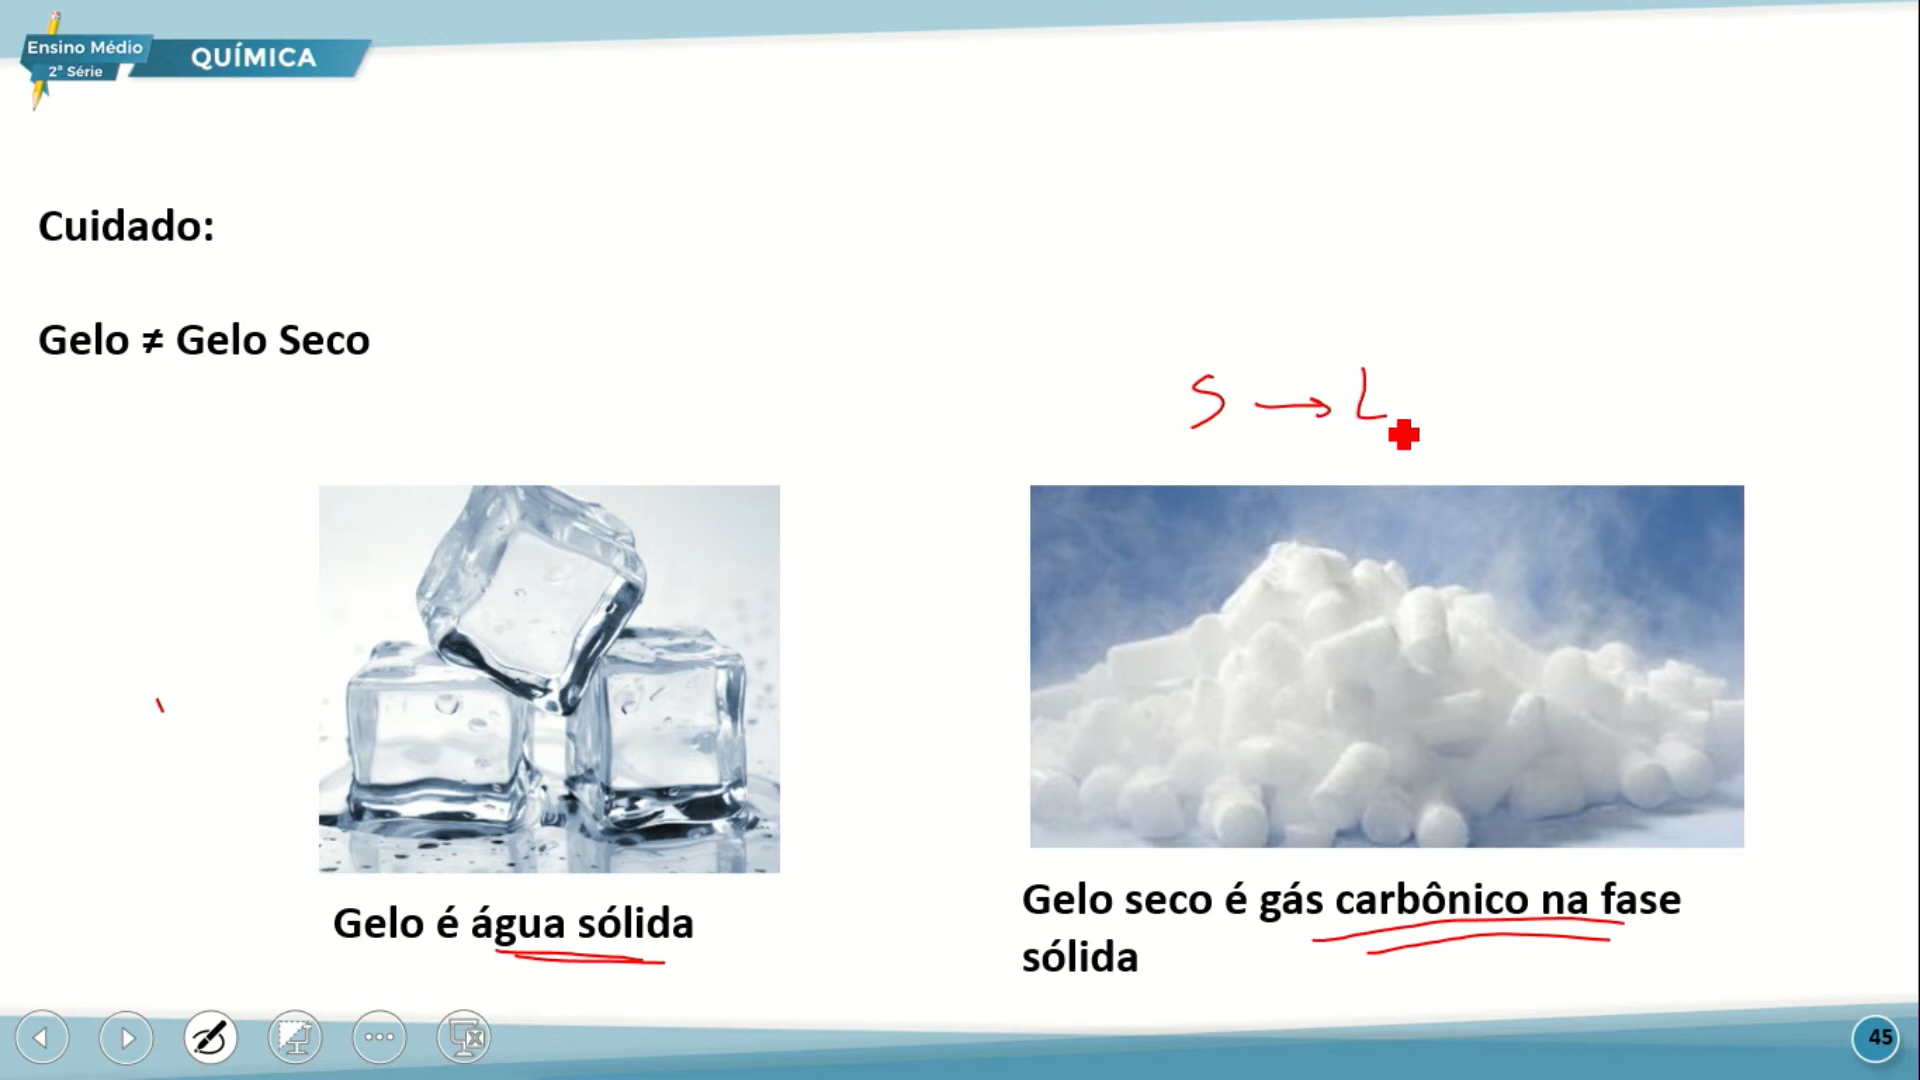 Ensino Médio
2ª Série
QUÍMICA
Cuidado:
Gelo ≠ Gelo Seco
S → L
Gelo é água sólida
Gelo seco é gás carbônico na fase
sólida
45